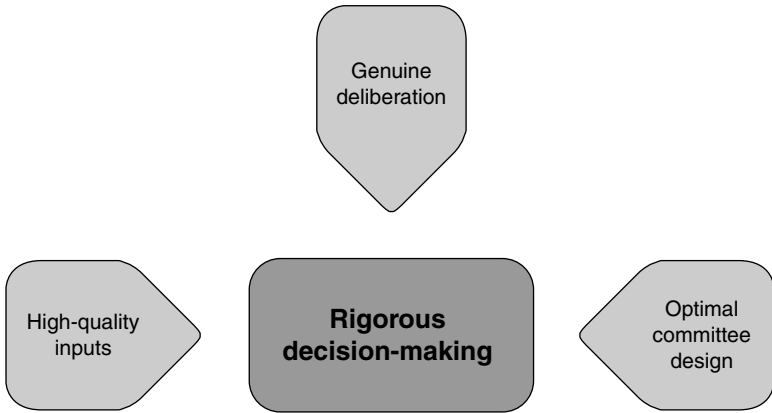 Genuine
deliberation
High-quality
inputs
Rigorous
decision-making
Optimal
committee
design